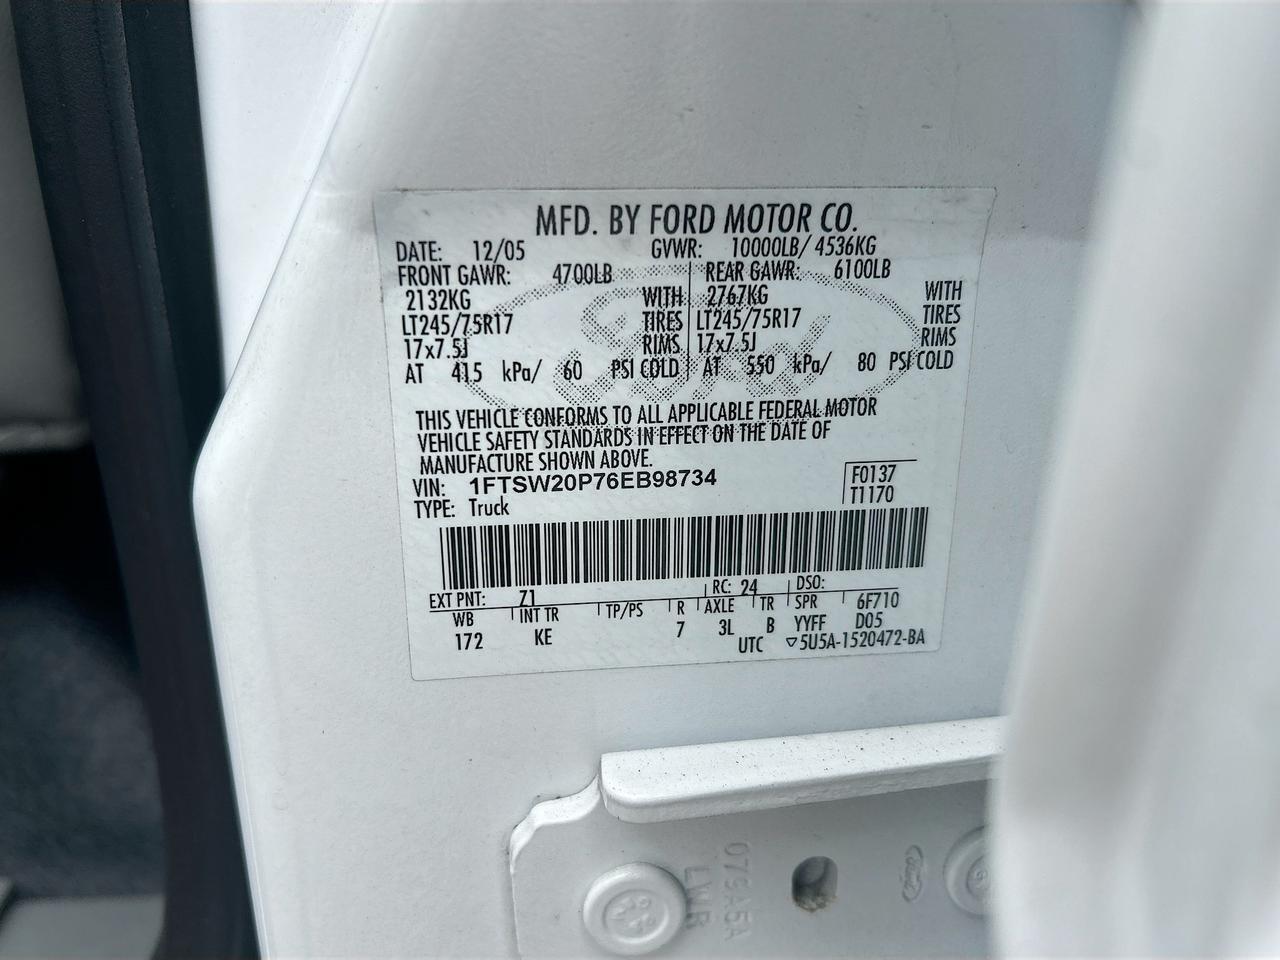 MFD. BY FORD MOTOR CO.
DATE: 12/05 GVWR: 10000LB/ 4536KG
FRONT GAWR: 4700LB REAR GAWR: 6100LB
2132KG WITH 2767KG WITH
LT245/75R17 TIRES LT245/75R17 TIRES
17x7.5J RIMS 17x7.5J RIMS
AT 415 kPa/ 60 PSI COLD AT 550 kPa/ 80 PSI COLD
THIS VEHICLE CONFORMS TO ALL APPLICABLE FEDERAL MOTOR
VEHICLE SAFETY STANDARDS IN EFFECT ON THE DATE OF
MANUFACTURE SHOWN ABOVE.
VIN: 1FTSW20P76EB98734 F0137
TYPE: Truck T1170
EXT PNT: Z1 RC: 24 DSO:
WB INT TR TP/PS R AXLE TR SPR 6F710
172 KE 7 3L B YYFF D05
UTC ▽5U5A-1520472-BA
079A5A
LWR
Ford